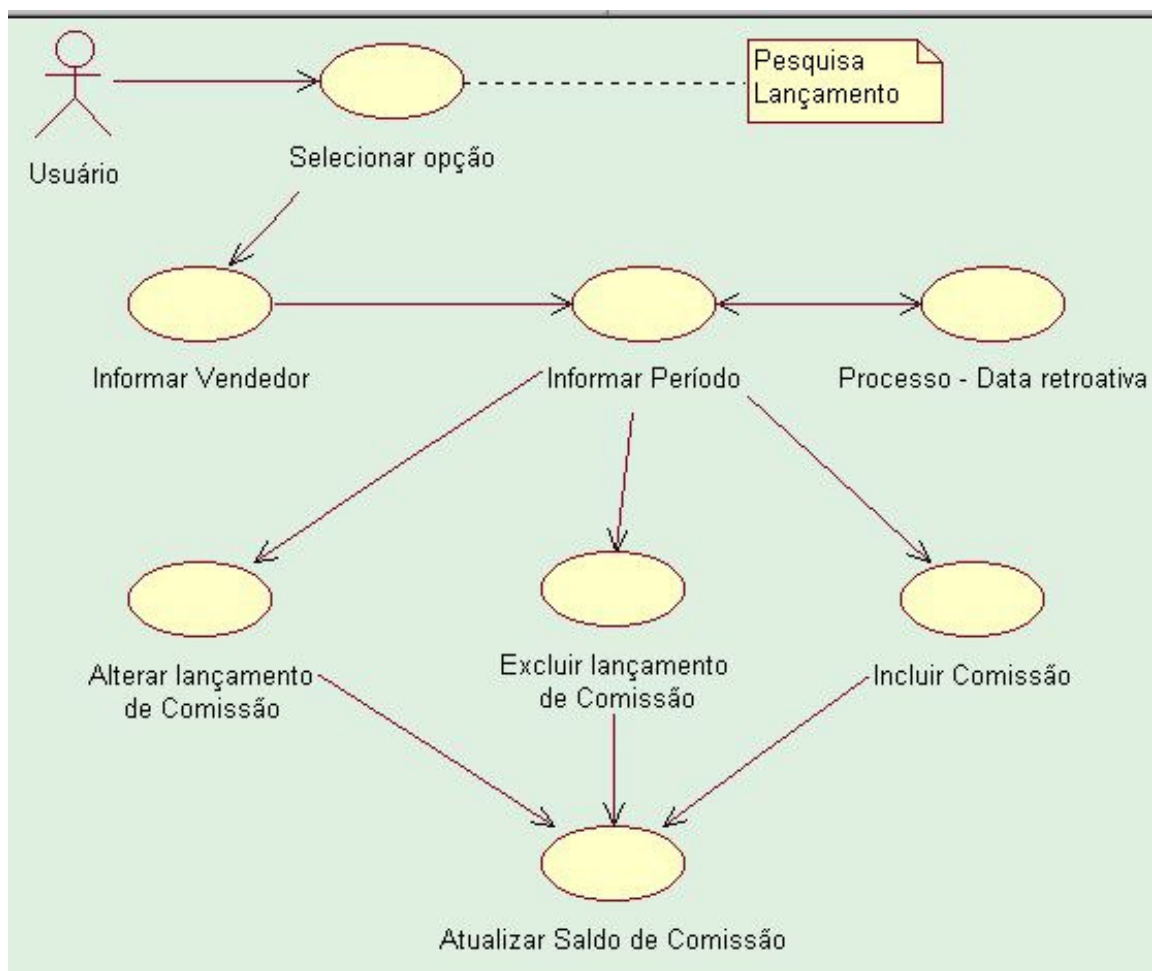 Pesquisa
Lançamento
Usuário
Selecionar opção
Informar Vendedor
Informar Período
Processo - Data retroativa
Alterar lançamento
de Comissão
Excluir lançamento
de Comissão
Incluir Comissão
Atualizar Saldo de Comissão